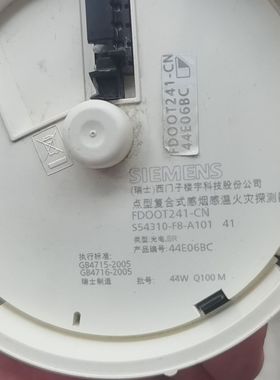 FDOOT241-CN
44E06BC
SIEMENS
(瑞士)西门子楼宇科技股份公司
点型复合式感烟感温火灾探测器
FDOOT241-CN
S54310-F8-A101 41
类型:光电,BR
产品编号:44E06BC
执行标准:
GB4715-2005
GB4716-2005
瑞士制造
批号: 44W Q100 M